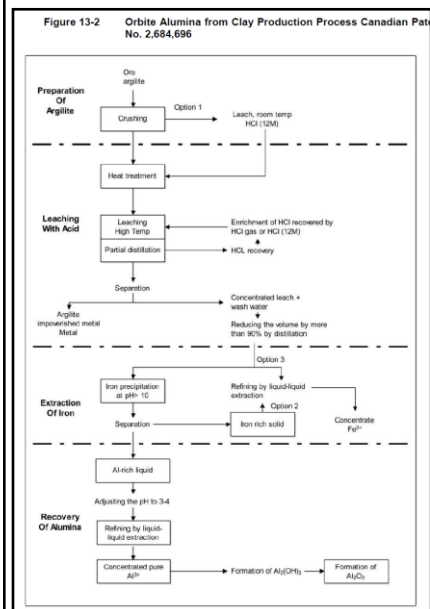 Figure 13-2 Orbite Alumina from Clay Production Process Canadian Pate
No. 2,684,696
Ore
argilite
Preparation
Of
Argilite
Crushing
Option 1
Leach, room temp
HCl (12M)
Heat treatment
Leaching
With Acid
Leaching
High Temp
Partial distillation
Enrichment of HCl recovered by
HCl gas or HCl (12M)
HCL recovery
Separation
Argilite
impoverished metal
Metal
Concentrated leach +
wash water
Reducing the volume by more
than 90% by distillation
Option 3
Extraction
Of Iron
Iron precipitation
at pH> 10
Refining by liquid-liquid
extraction
Option 2
Separation
Iron rich solid
Concentrate
Fe³⁺
Al-rich liquid
Adjusting the pH to 3-4
Recovery
Of Alumina
Refining by liquid-
liquid extraction
Concentrated pure
Al³⁺
Formation of Al₂(OH)₃
Formation of
Al₂O₃